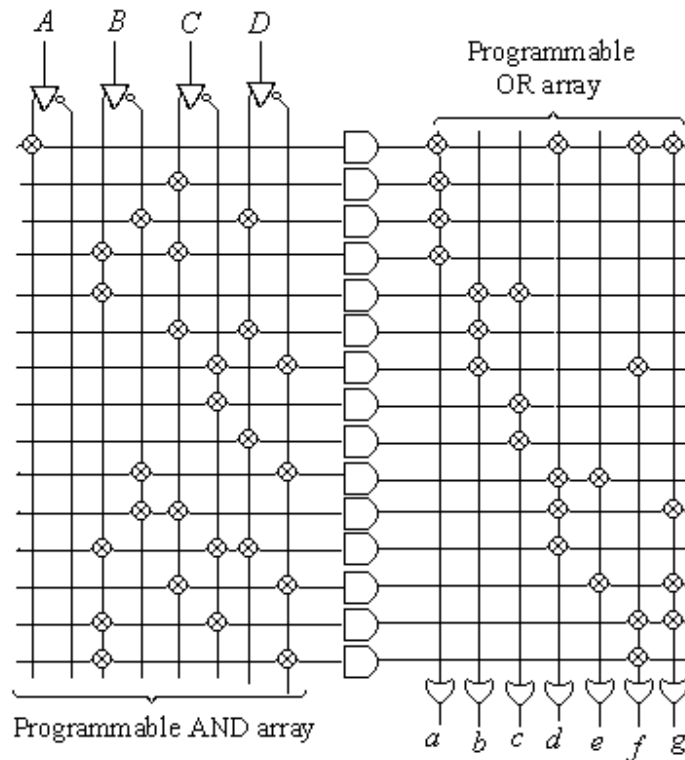 A B C D
Programmable
OR array
Programmable AND array
a b c d e f g